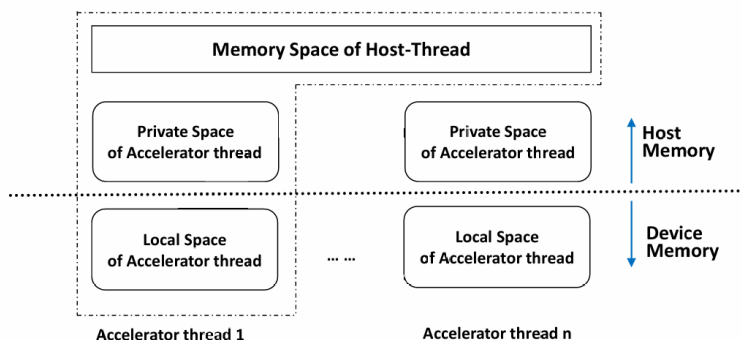 Memory Space of Host-Thread
Private Space
of Accelerator thread
Private Space
of Accelerator thread
Host
Memory
Local Space
of Accelerator thread
... ...
Local Space
of Accelerator thread
Device
Memory
Accelerator thread 1
Accelerator thread n